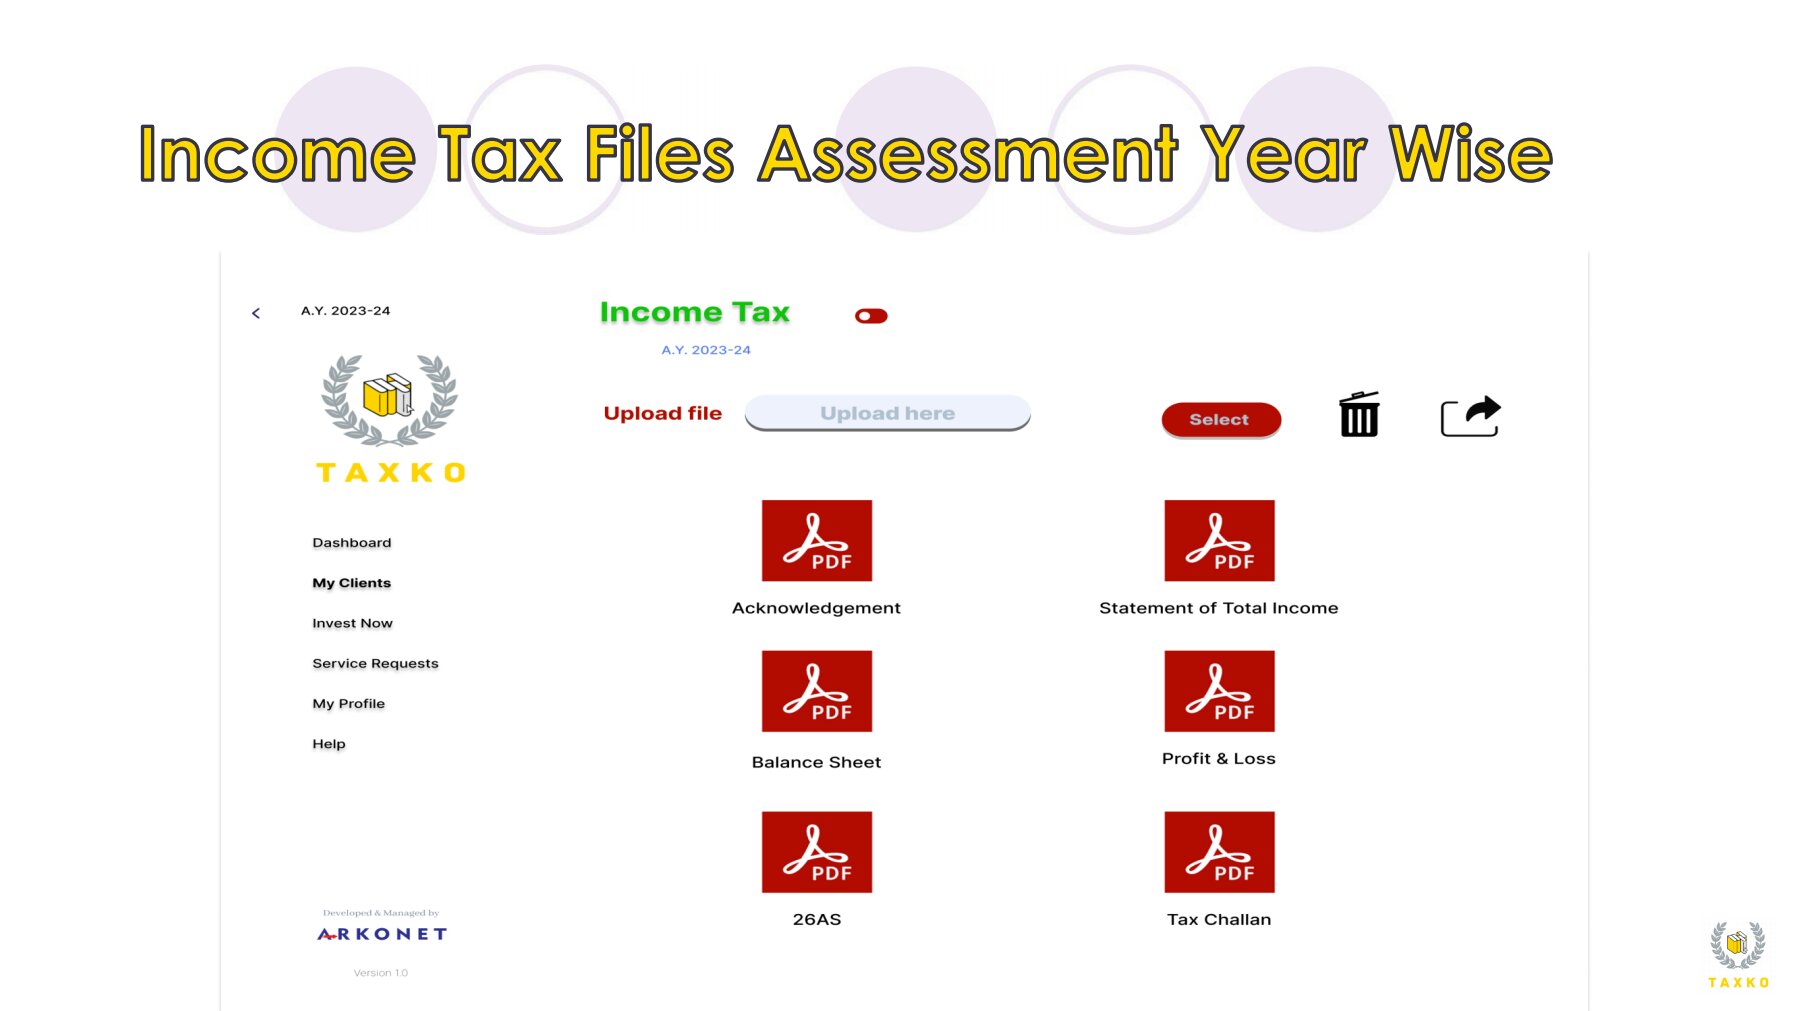 Income Tax Files Assessment Year Wise
< A.Y. 2023-24
Income Tax
A.Y. 2023-24
Upload file
Upload here
Select
TAXKO
Dashboard
My Clients
Invest Now
Service Requests
My Profile
Help
PDF
Acknowledgement
PDF
Statement of Total Income
PDF
Balance Sheet
PDF
Profit & Loss
PDF
26AS
PDF
Tax Challan
Developed & Managed by
ARKONET
Version 1.0
TAXKO